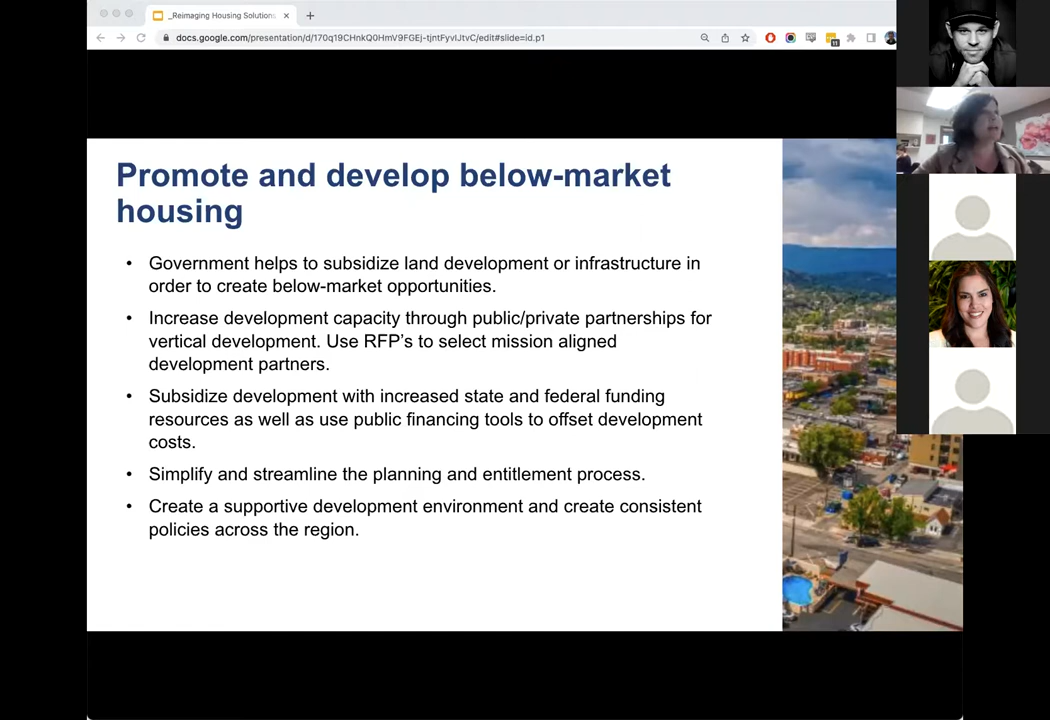 _Reimaging Housing Solutions
docs.google.com/presentation/d/170q19CHnkQ0HmV9FGEj-tjntFyvIJtvC/edit#slide=id.p1
11
Promote and develop below-market
housing
• Government helps to subsidize land development or infrastructure in
order to create below-market opportunities.
• Increase development capacity through public/private partnerships for
vertical development. Use RFP's to select mission aligned
development partners.
• Subsidize development with increased state and federal funding
resources as well as use public financing tools to offset development
costs.
• Simplify and streamline the planning and entitlement process.
• Create a supportive development environment and create consistent
policies across the region.